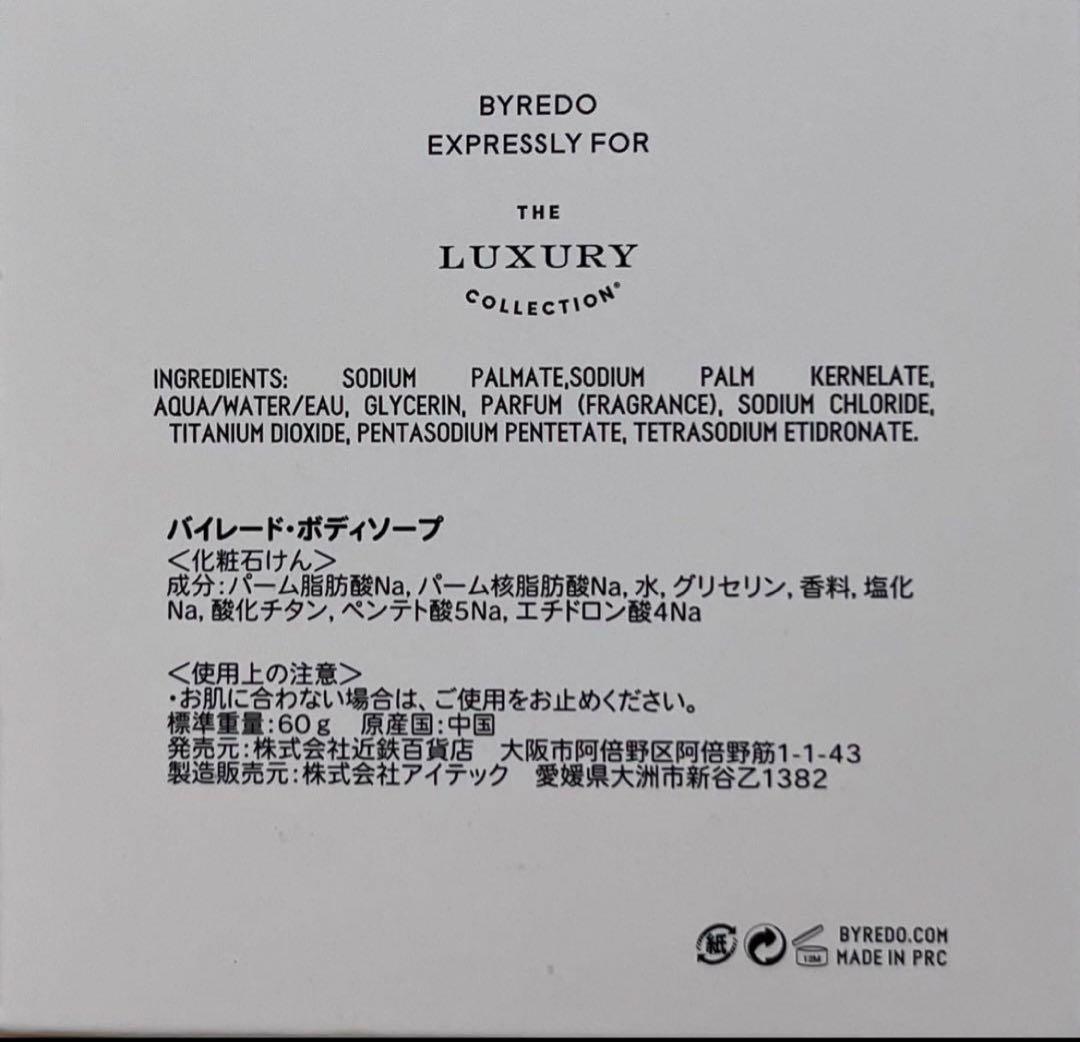 BYREDO
EXPRESSLY FOR
THE
LUXURY
COLLECTION®
INGREDIENTS: SODIUM PALMATE,SODIUM PALM KERNELATE,
AQUA/WATER/EAU, GLYCERIN, PARFUM (FRAGRANCE), SODIUM CHLORIDE,
TITANIUM DIOXIDE, PENTASODIUM PENTETATE, TETRASODIUM ETIDRONATE.
バイレード・ボディソープ
＜化粧石けん＞
成分:パーム脂肪酸Na, パーム核脂肪酸Na, 水, グリセリン, 香料, 塩化
Na, 酸化チタン, ペンテト酸5Na, エチドロン酸4Na
＜使用上の注意＞
・お肌に合わない場合は、ご使用をお止めください。
標準重量:60g 原産国:中国
発売元:株式会社近鉄百貨店 大阪市阿倍野区阿倍野筋1-1-43
製造販売元:株式会社アイテック 愛媛県大洲市新谷乙1382
紙 12M BYREDO.COM
MADE IN PRC